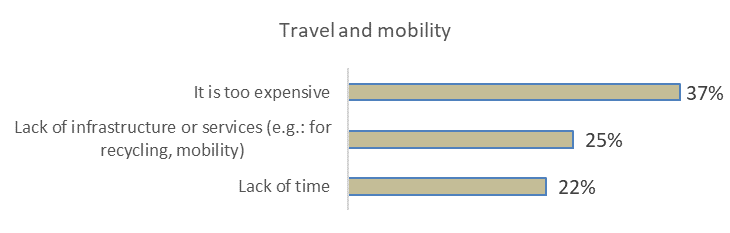 Travel and mobility
It is too expensive
37%
Lack of infrastructure or services (e.g.: for
recycling, mobility)
25%
Lack of time
22%